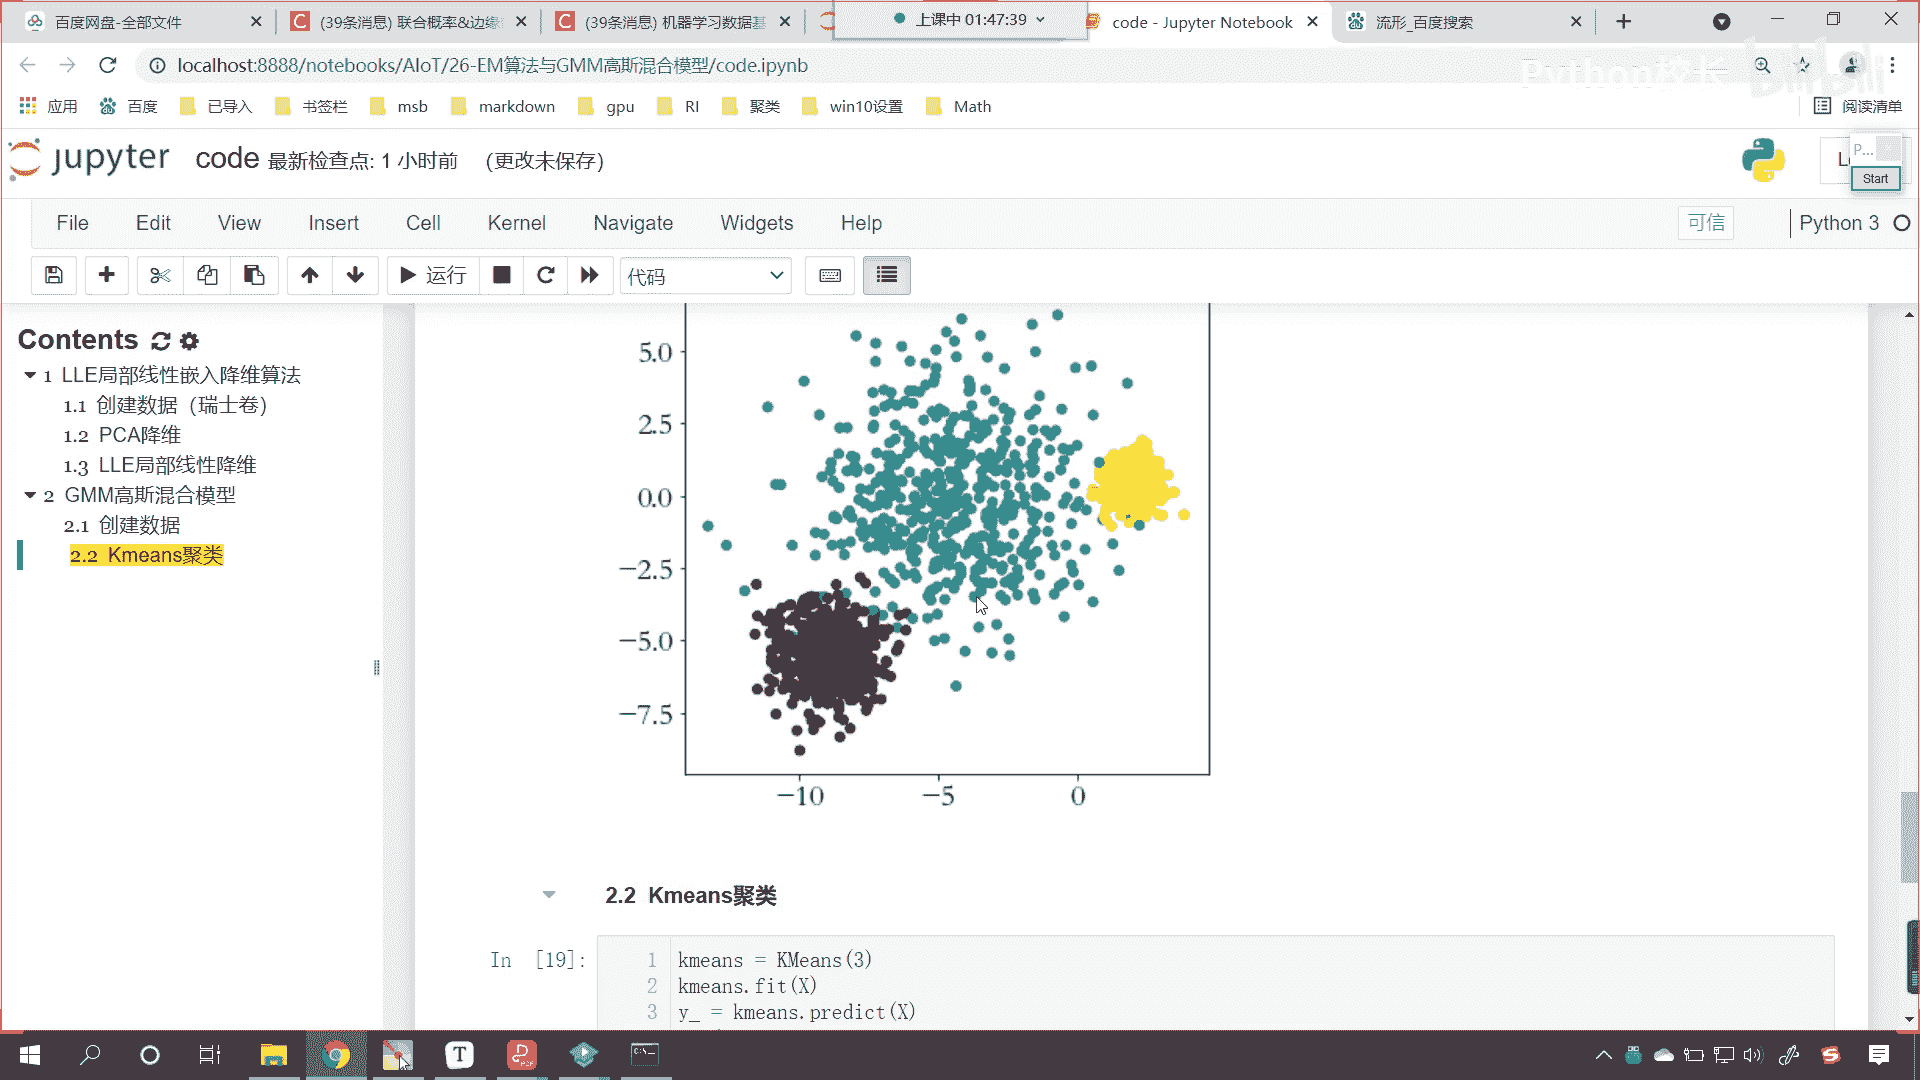 百度网盘-全部文件
(39条消息) 联合概率&边缘
(39条消息) 机器学习数据基
上课中 01:47:39
code - Jupyter Notebook
流形_百度搜索
localhost:8888/notebooks/AIoT/26-EM算法与GMM高斯混合模型/code.ipynb
Python校长
bilibili
应用
百度
已导入
书签栏
msb
markdown
gpu
RI
聚类
win10设置
Math
阅读清单
jupyter
code 最新检查点: 1 小时前 (更改未保存)
P...
Start
File
Edit
View
Insert
Cell
Kernel
Navigate
Widgets
Help
可信
Python 3
运行
代码
Contents
1 LLE局部线性嵌入降维算法
1.1 创建数据（瑞士卷）
1.2 PCA降维
1.3 LLE局部线性降维
2 GMM高斯混合模型
2.1 创建数据
2.2 Kmeans聚类
5.0
2.5
0.0
−2.5
−5.0
−7.5
−10
−5
0
2.2 Kmeans聚类
In [19]:
1 kmeans = KMeans(3)
2 kmeans.fit(X)
3 y_ = kmeans.predict(X)